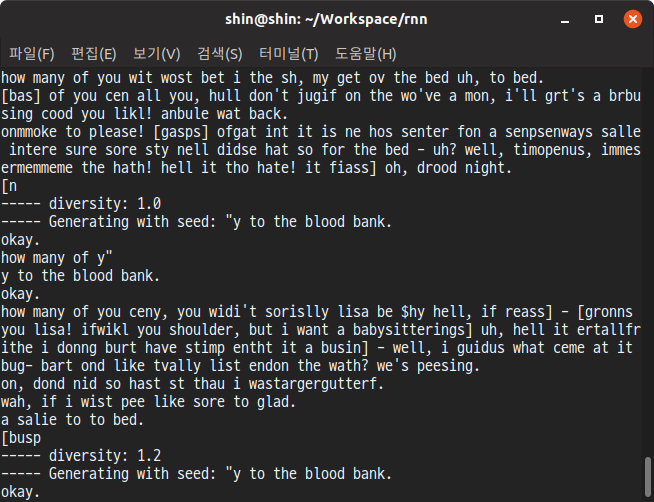 shin@shin: ~/Workspace/rnn
파일(F) 편집(E) 보기(V) 검색(S) 터미널(T) 도움말(H)
how many of you wit wost bet i the sh, my get ov the bed uh, to bed.
[bas] of you cen all you, hull don't jugif on the wo've a mon, i'll grt's a brbu
sing cood you likl! anbule wat back.
onmmoke to please! [gasps] ofgat int it is ne hos senter fon a senpsenways salle
 intere sure sore sty nell didse hat so for the bed – uh? well, timopenus, immes
ermemmeme the hath! hell it tho hate! it fiass] oh, drood night.
[n
----- diversity: 1.0
----- Generating with seed: "y to the blood bank.
okay.
how many of y"
y to the blood bank.
okay.
how many of you ceny, you widi't sorislly lisa be $hy hell, if reass] – [gronns
you lisa! ifwikl you shoulder, but i want a babysitterings] uh, hell it ertallfr
ithe i donng burt have stimp entht it a busin] – well, i guidus what ceme at it
bug– bart ond like tvally list endon the wath? we's peesing.
on, dond nid so hast st thau i wastargergutterf.
wah, if i wist pee like sore to glad.
a salie to to bed.
[busp
----- diversity: 1.2
----- Generating with seed: "y to the blood bank.
okay.